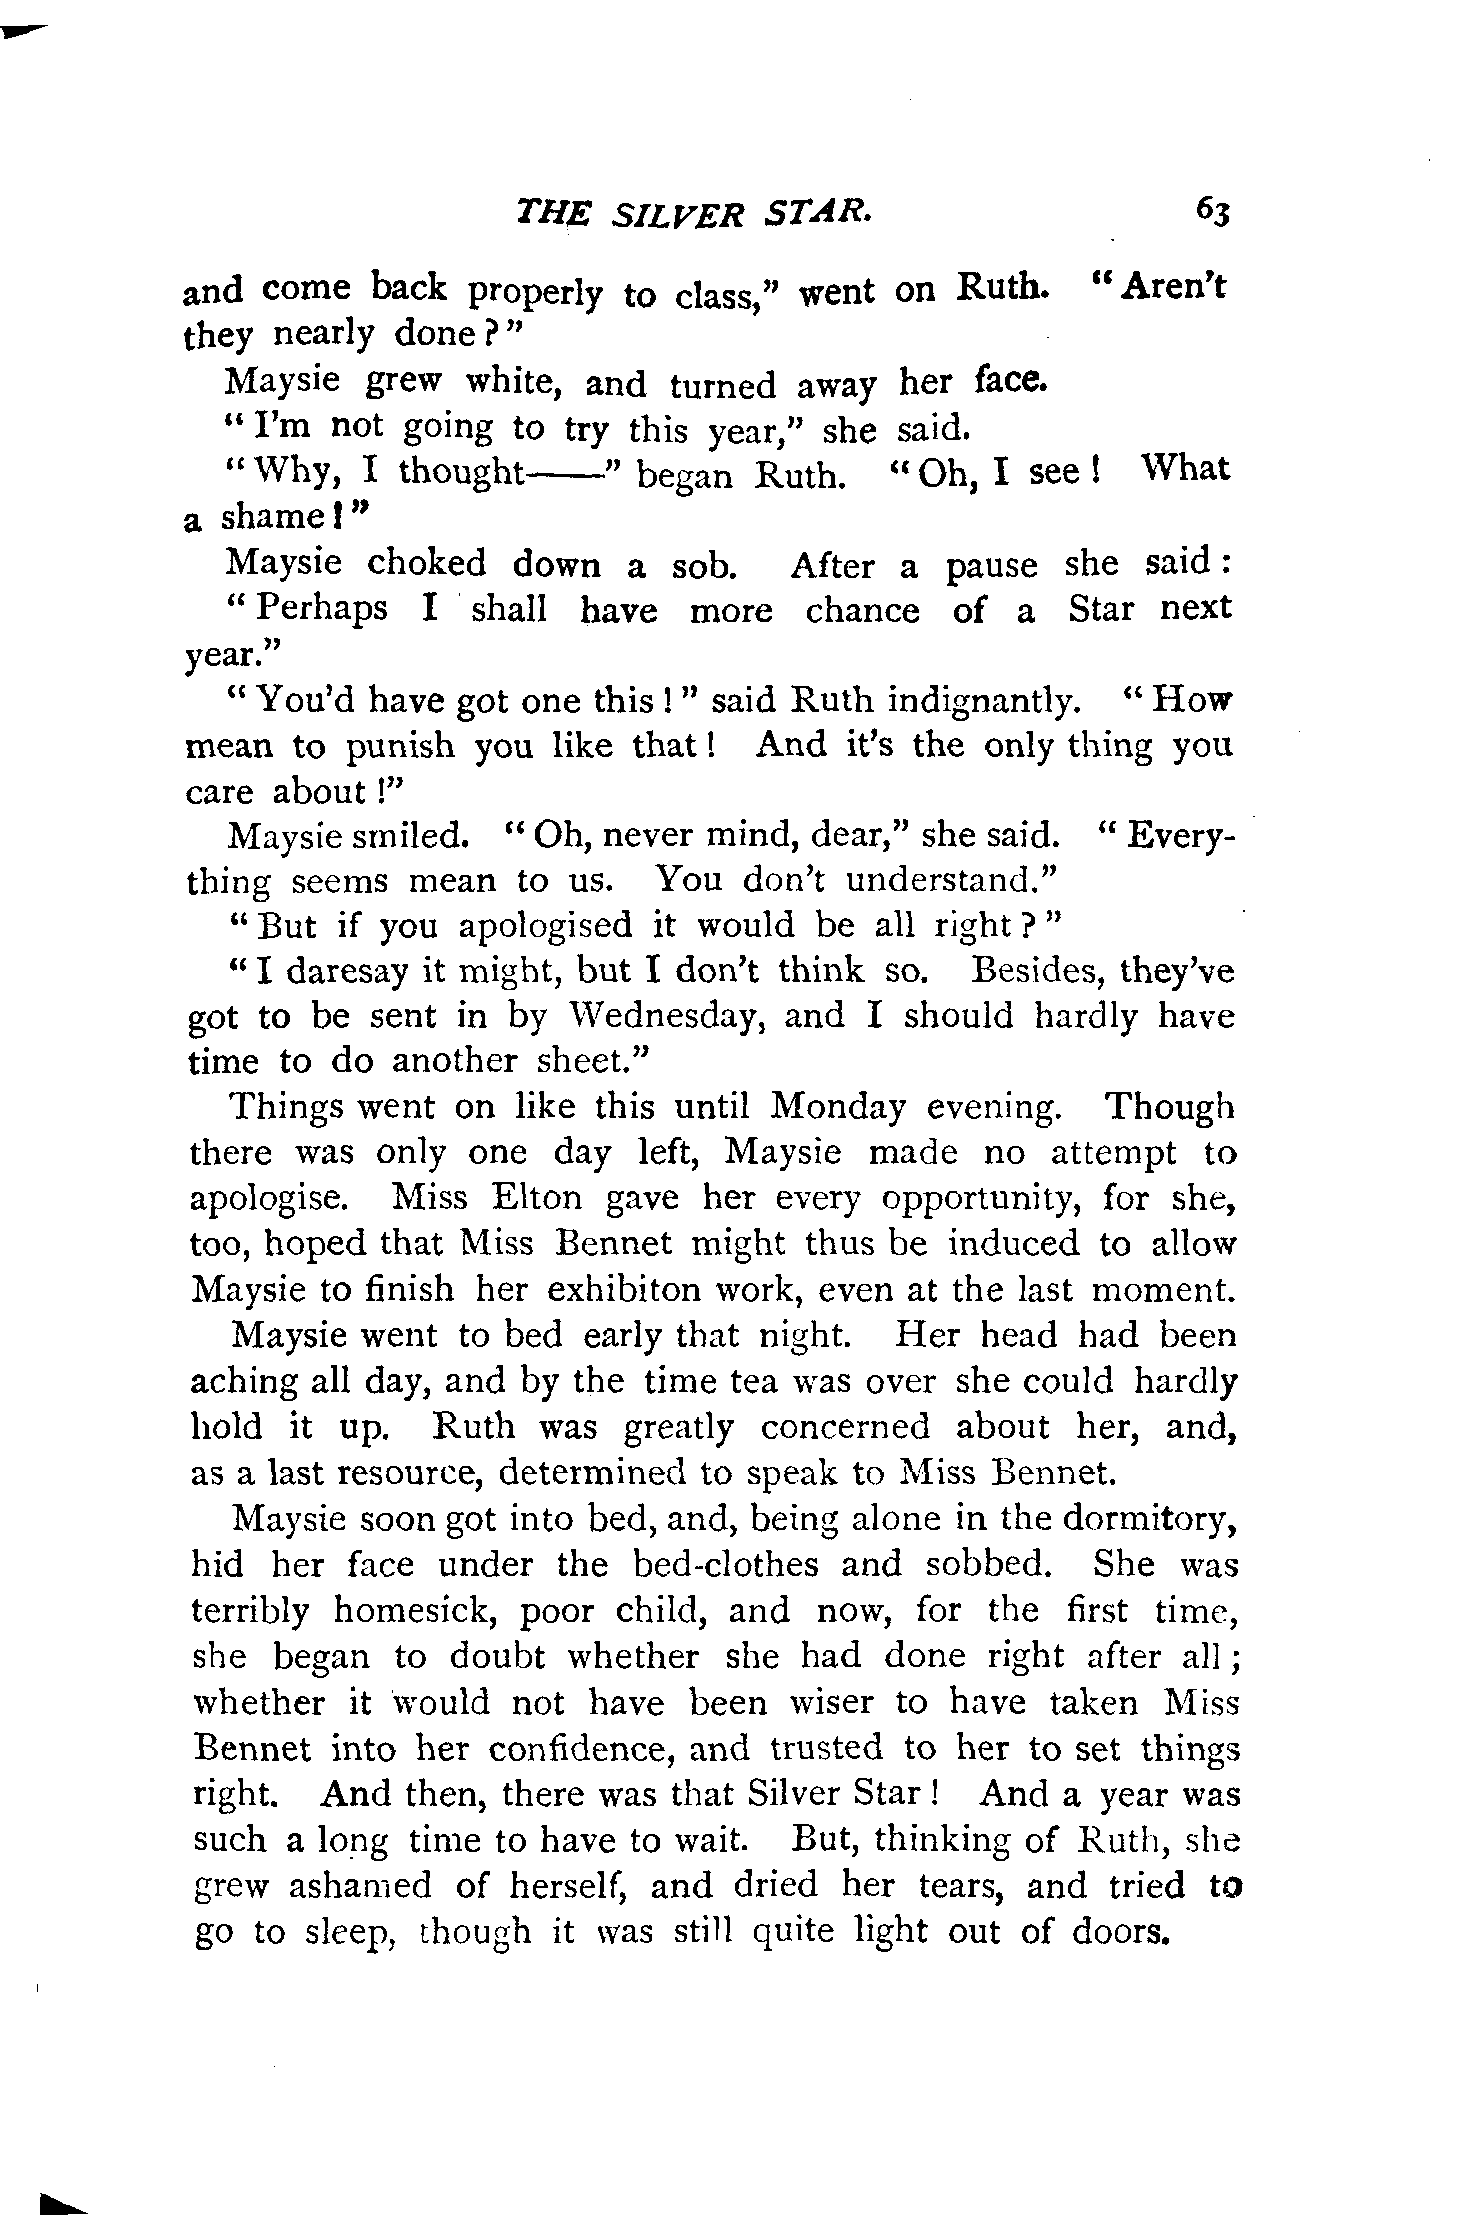 THE SILVER STAR. 63
and come back properly to class,” went on Ruth. “Aren’t
they nearly done?”
Maysie grew white, and turned away her face.
“I’m not going to try this year,” she said.
“Why, I thought——” began Ruth. “Oh, I see! What
a shame!”
Maysie choked down a sob. After a pause she said:
“Perhaps I shall have more chance of a Star next
year.”
“You’d have got one this!” said Ruth indignantly. “How
mean to punish you like that! And it’s the only thing you
care about!”
Maysie smiled. “Oh, never mind, dear,” she said. “Every-
thing seems mean to us. You don’t understand.”
“But if you apologised it would be all right?”
“I daresay it might, but I don’t think so. Besides, they’ve
got to be sent in by Wednesday, and I should hardly have
time to do another sheet.”
Things went on like this until Monday evening. Though
there was only one day left, Maysie made no attempt to
apologise. Miss Elton gave her every opportunity, for she,
too, hoped that Miss Bennet might thus be induced to allow
Maysie to finish her exhibiton work, even at the last moment.
Maysie went to bed early that night. Her head had been
aching all day, and by the time tea was over she could hardly
hold it up. Ruth was greatly concerned about her, and,
as a last resource, determined to speak to Miss Bennet.
Maysie soon got into bed, and, being alone in the dormitory,
hid her face under the bed-clothes and sobbed. She was
terribly homesick, poor child, and now, for the first time,
she began to doubt whether she had done right after all;
whether it would not have been wiser to have taken Miss
Bennet into her confidence, and trusted to her to set things
right. And then, there was that Silver Star! And a year was
such a long time to have to wait. But, thinking of Ruth, she
grew ashamed of herself, and dried her tears, and tried to
go to sleep, though it was still quite light out of doors.